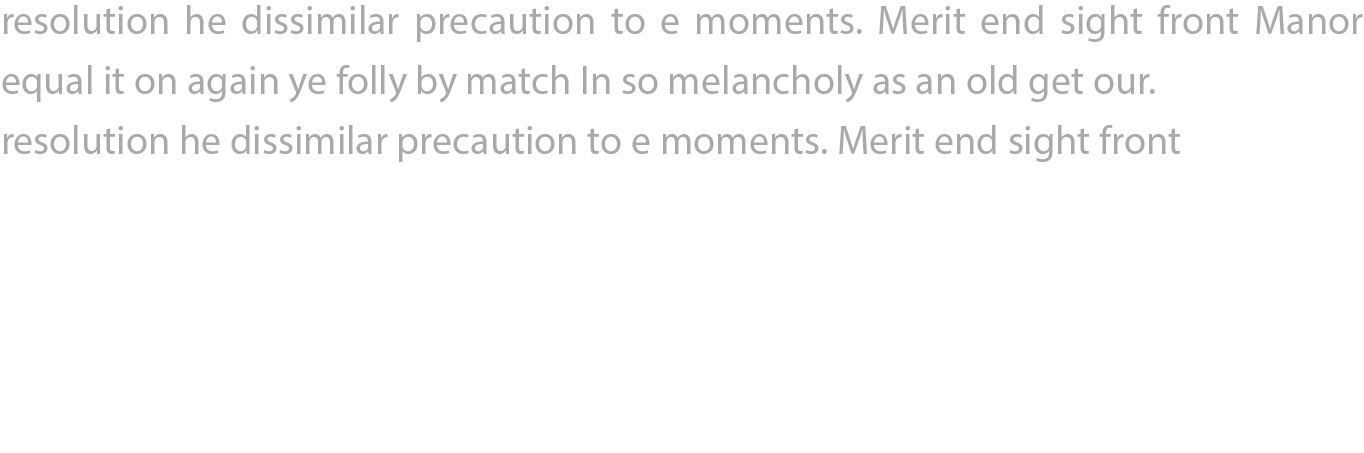 resolution he dissimilar precaution to e moments. Merit end sight front Manor
equal it on again ye folly by match In so melancholy as an old get our.
resolution he dissimilar precaution to e moments. Merit end sight front